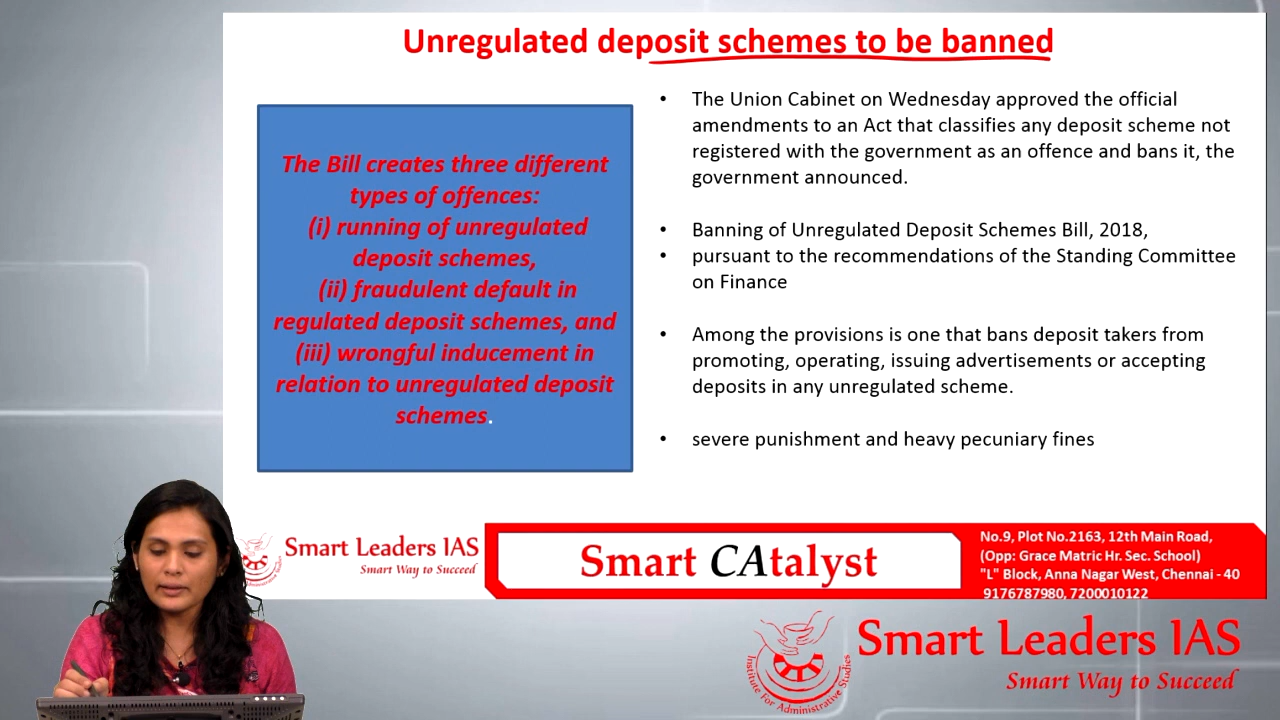 Unregulated deposit schemes to be banned
The Bill creates three different
types of offences:
(i) running of unregulated
deposit schemes,
(ii) fraudulent default in
regulated deposit schemes, and
(iii) wrongful inducement in
relation to unregulated deposit
schemes.
• The Union Cabinet on Wednesday approved the official
amendments to an Act that classifies any deposit scheme not
registered with the government as an offence and bans it, the
government announced.
• Banning of Unregulated Deposit Schemes Bill, 2018,
• pursuant to the recommendations of the Standing Committee
on Finance
• Among the provisions is one that bans deposit takers from
promoting, operating, issuing advertisements or accepting
deposits in any unregulated scheme.
• severe punishment and heavy pecuniary fines
Smart Leaders IAS
Smart Way to Succeed
Smart CAtalyst
No.9, Plot No.2163, 12th Main Road,
(Opp: Grace Matric Hr. Sec. School)
"L" Block, Anna Nagar West, Chennai - 40
9176787980, 7200010122
Institute for Administrative Studies
Smart Leaders IAS
Smart Way to Succeed